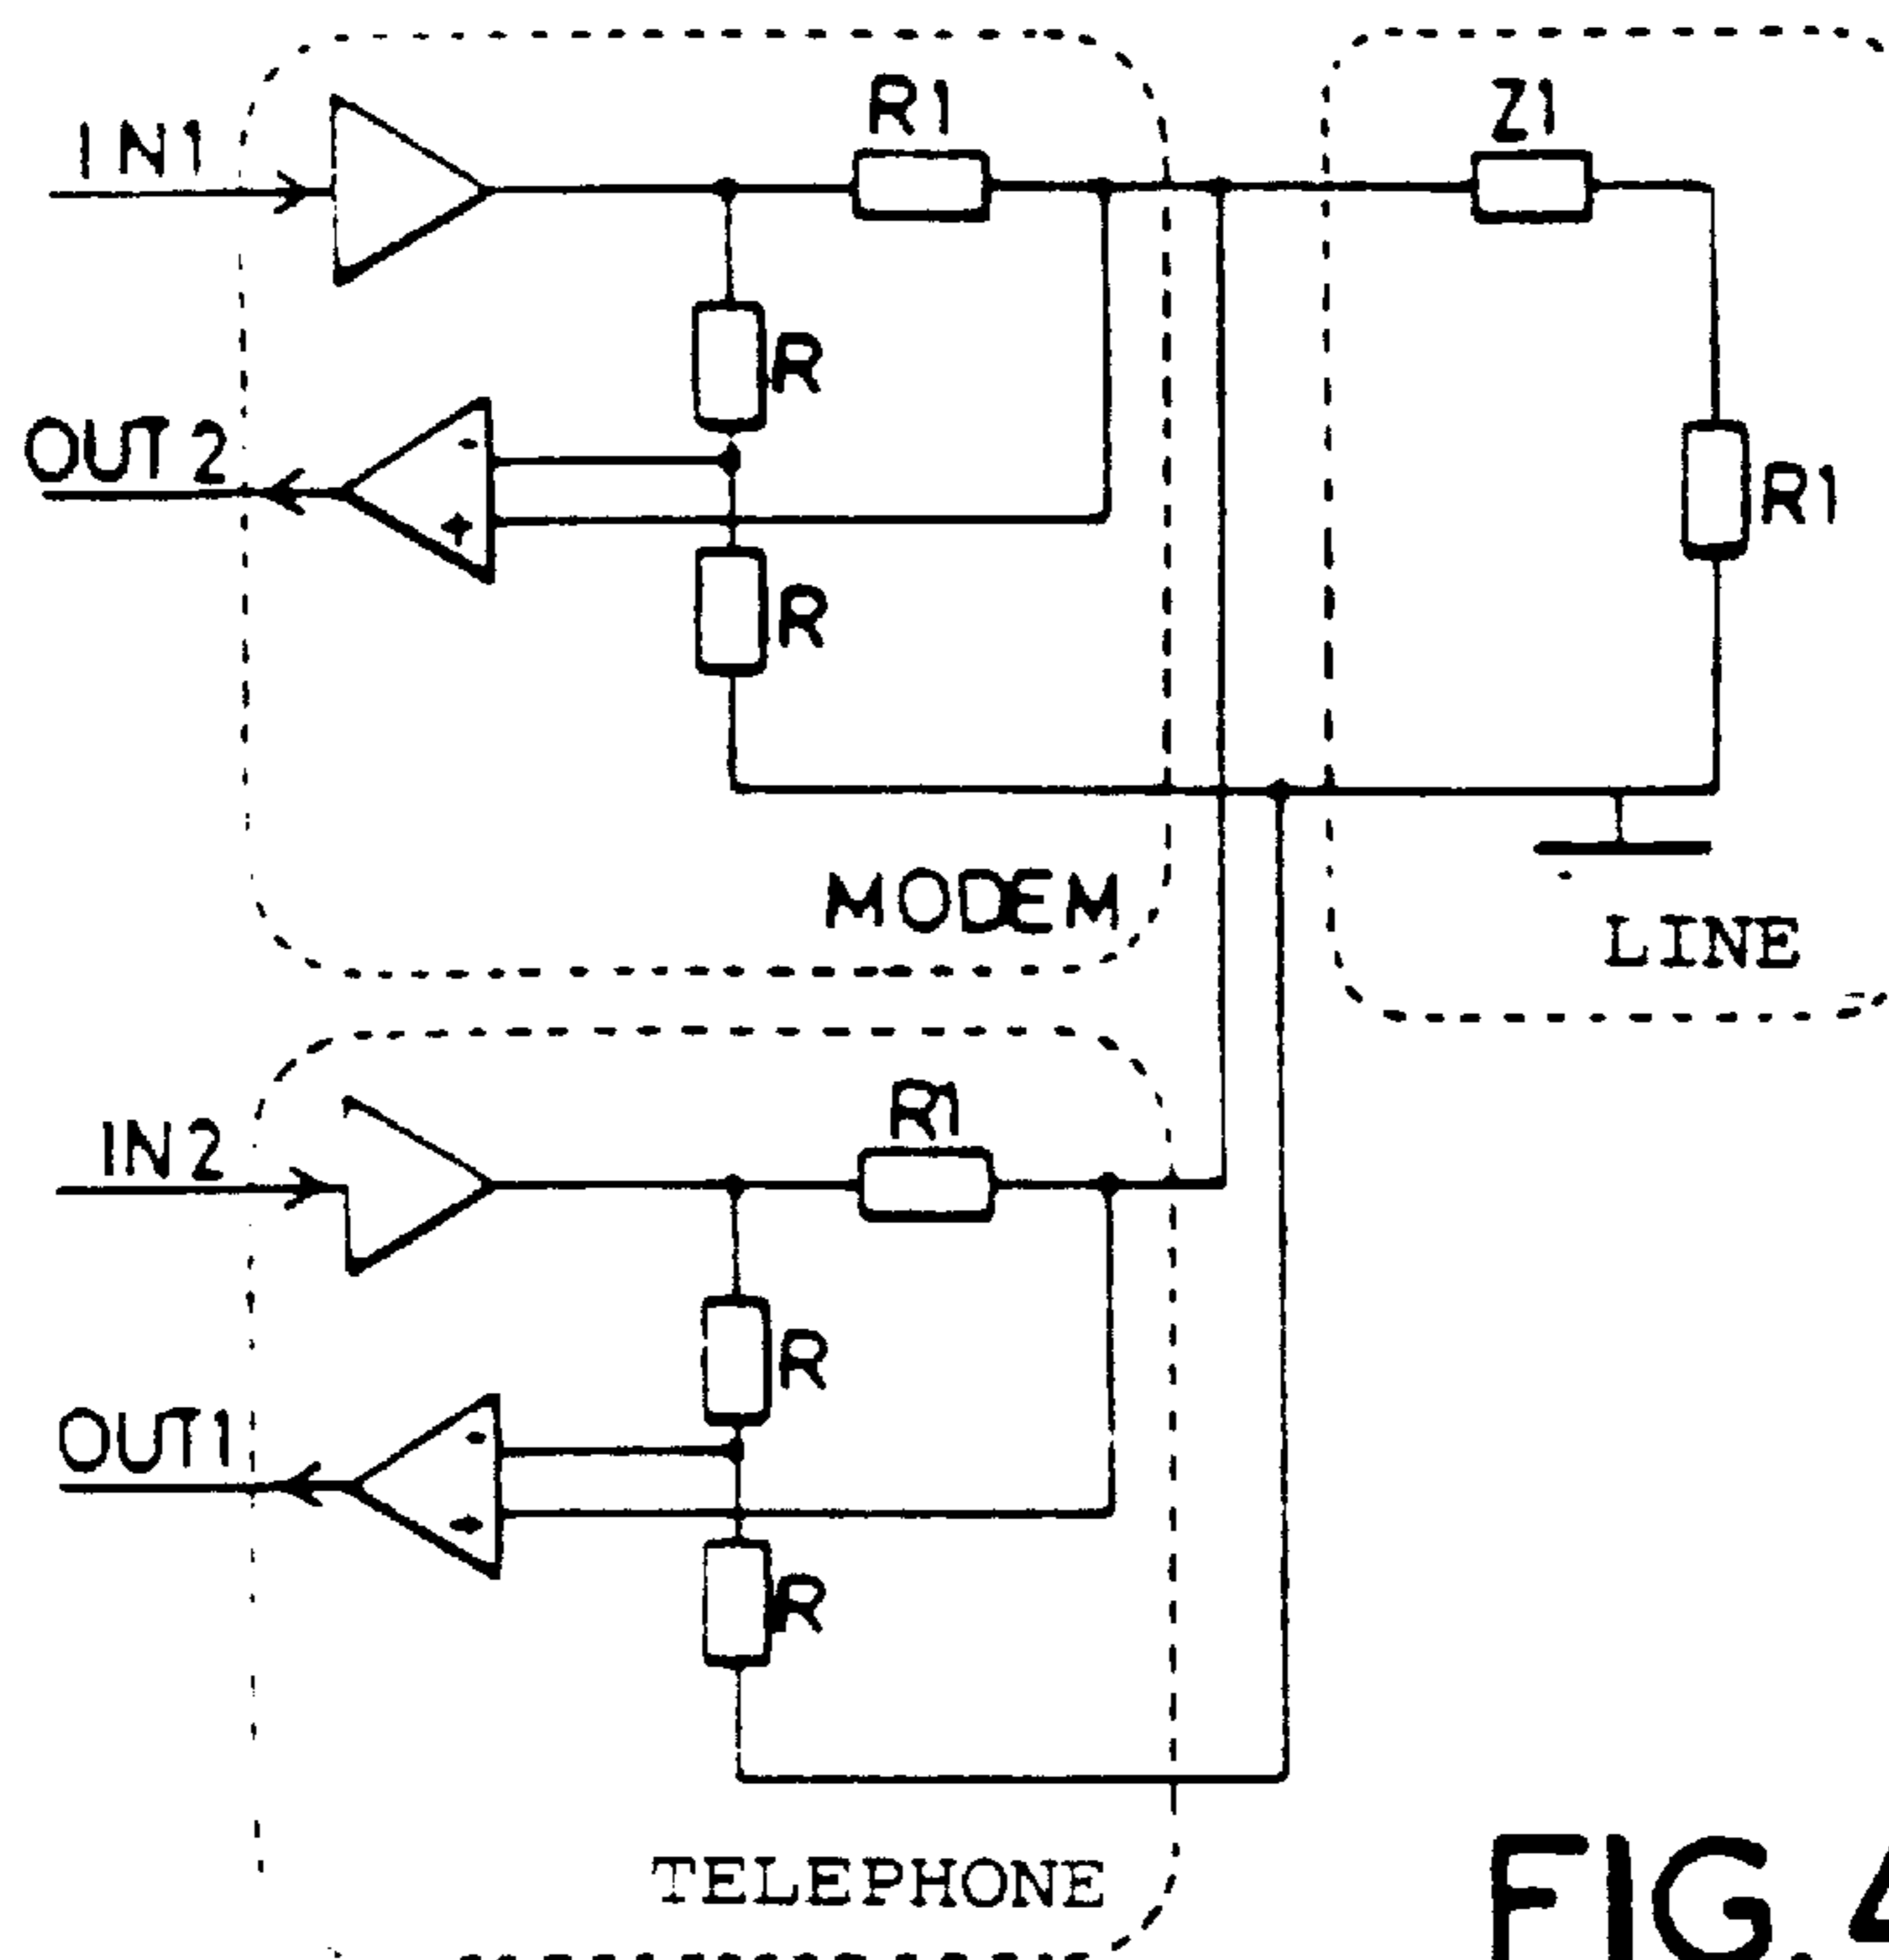 R1
Z1
IN1
R
OUT2
-
+
R1
R
MODEM
LINE
R1
IN2
R
OUT1
-
+
R
TELEPHONE
FIG.4